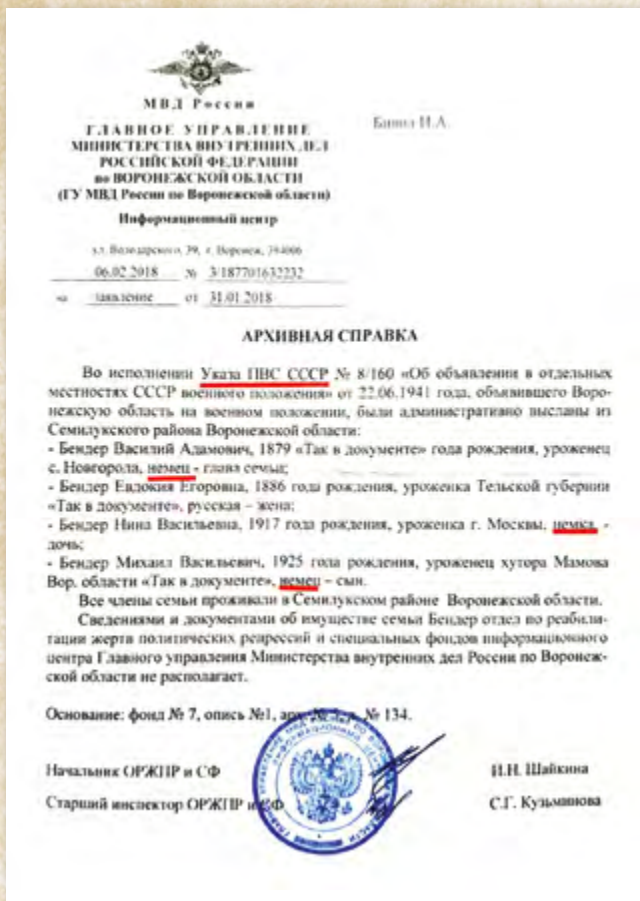 МВД России
ГЛАВНОЕ УПРАВЛЕНИЕ
МИНИСТЕРСТВА ВНУТРЕННИХ ДЕЛ
РОССИЙСКОЙ ФЕДЕРАЦИИ
по ВОРОНЕЖСКОЙ ОБЛАСТИ
(ГУ МВД России по Воронежской области)
Информационный центр
ул. Володарского, 39, г. Воронеж, 394006
06.02.2018 № 3/187701632232
на заявление от 31.01.2018
И.А.
АРХИВНАЯ СПРАВКА
Во исполнении Указа ПВС СССР № 8/160 «Об объявлении в отдельных
местностях СССР военного положения» от 22.06.1941 года, объявившего Воро-
нежскую область на военном положении, были административно высланы из
Семилукского района Воронежской области:
- Бендер Василий Адамович, 1879 «Так в документе» года рождения, уроженец
с. Новгорода, немец - глава семьи;
- Бендер Евдокия Егоровна, 1886 года рождения, уроженка Тельской губернии
«Так в документе», русская – жена;
- Бендер Нина Васильевна, 1917 года рождения, уроженка г. Москвы, немка, -
дочь;
- Бендер Михаил Васильевич, 1925 года рождения, уроженец хутора Мамова
Вор. области «Так в документе», немец – сын.
Все члены семьи проживали в Семилукском районе Воронежской области.
Сведениями и документами об имуществе семьи Бендер отдел по реабили-
тации жертв политических репрессий и специальных фондов информационного
центра Главного управления Министерства внутренних дел России по Воронеж-
ской области не располагает.
Основание: фонд № 7, опись №1, № 134.
Начальник ОРЖПР и СФ И.Н. Шайкина
Старший инспектор ОРЖПР и СФ С.Г. Кузьминова